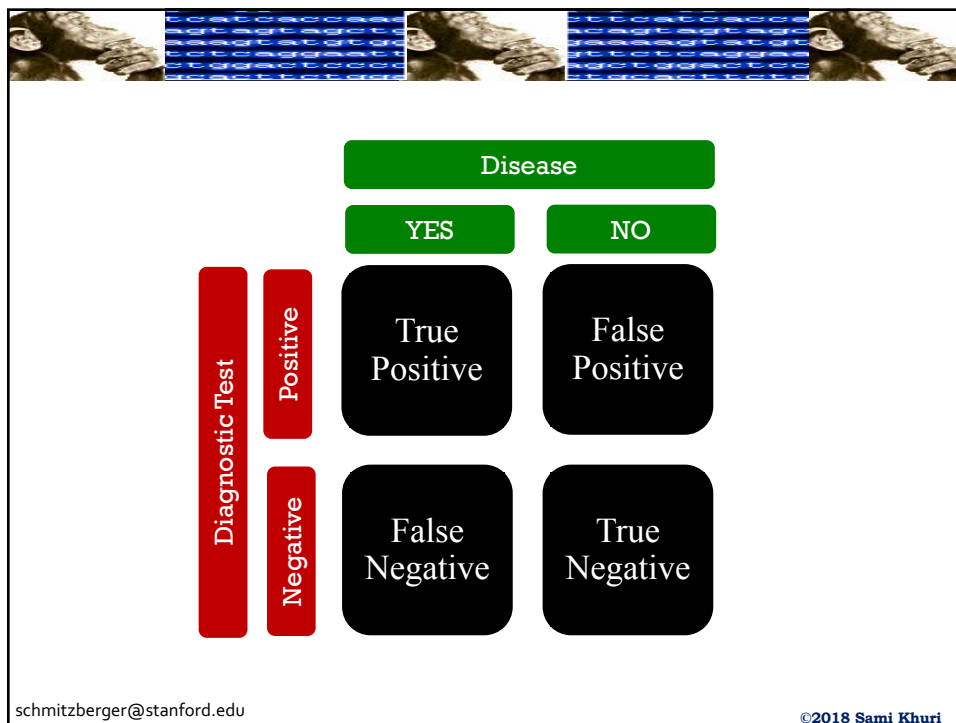 Disease
YES
NO
Diagnostic Test
Positive
True
Positive
False
Positive
Negative
False
Negative
True
Negative
schmitzberger@stanford.edu
©2018 Sami Khuri